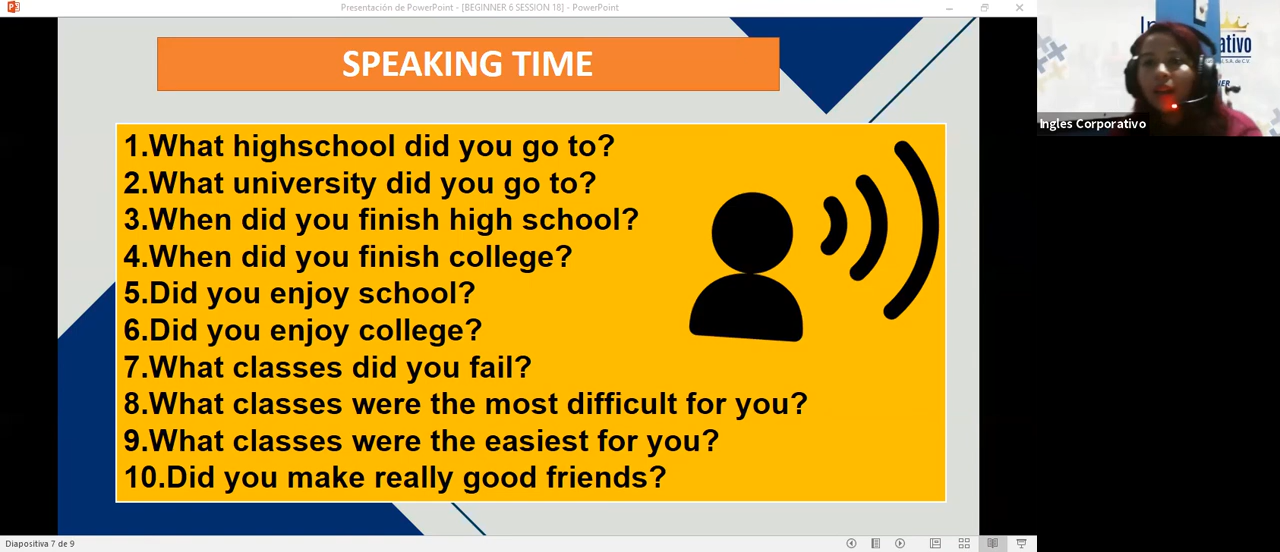 Presentación de PowerPoint - [BEGINNER 6 SESSION 18] - PowerPoint
SPEAKING TIME
1.What highschool did you go to?
2.What university did you go to?
3.When did you finish high school?
4.When did you finish college?
5.Did you enjoy school?
6.Did you enjoy college?
7.What classes did you fail?
8.What classes were the most difficult for you?
9.What classes were the easiest for you?
10.Did you make really good friends?
Ingles Corporativo
Diapositiva 7 de 9